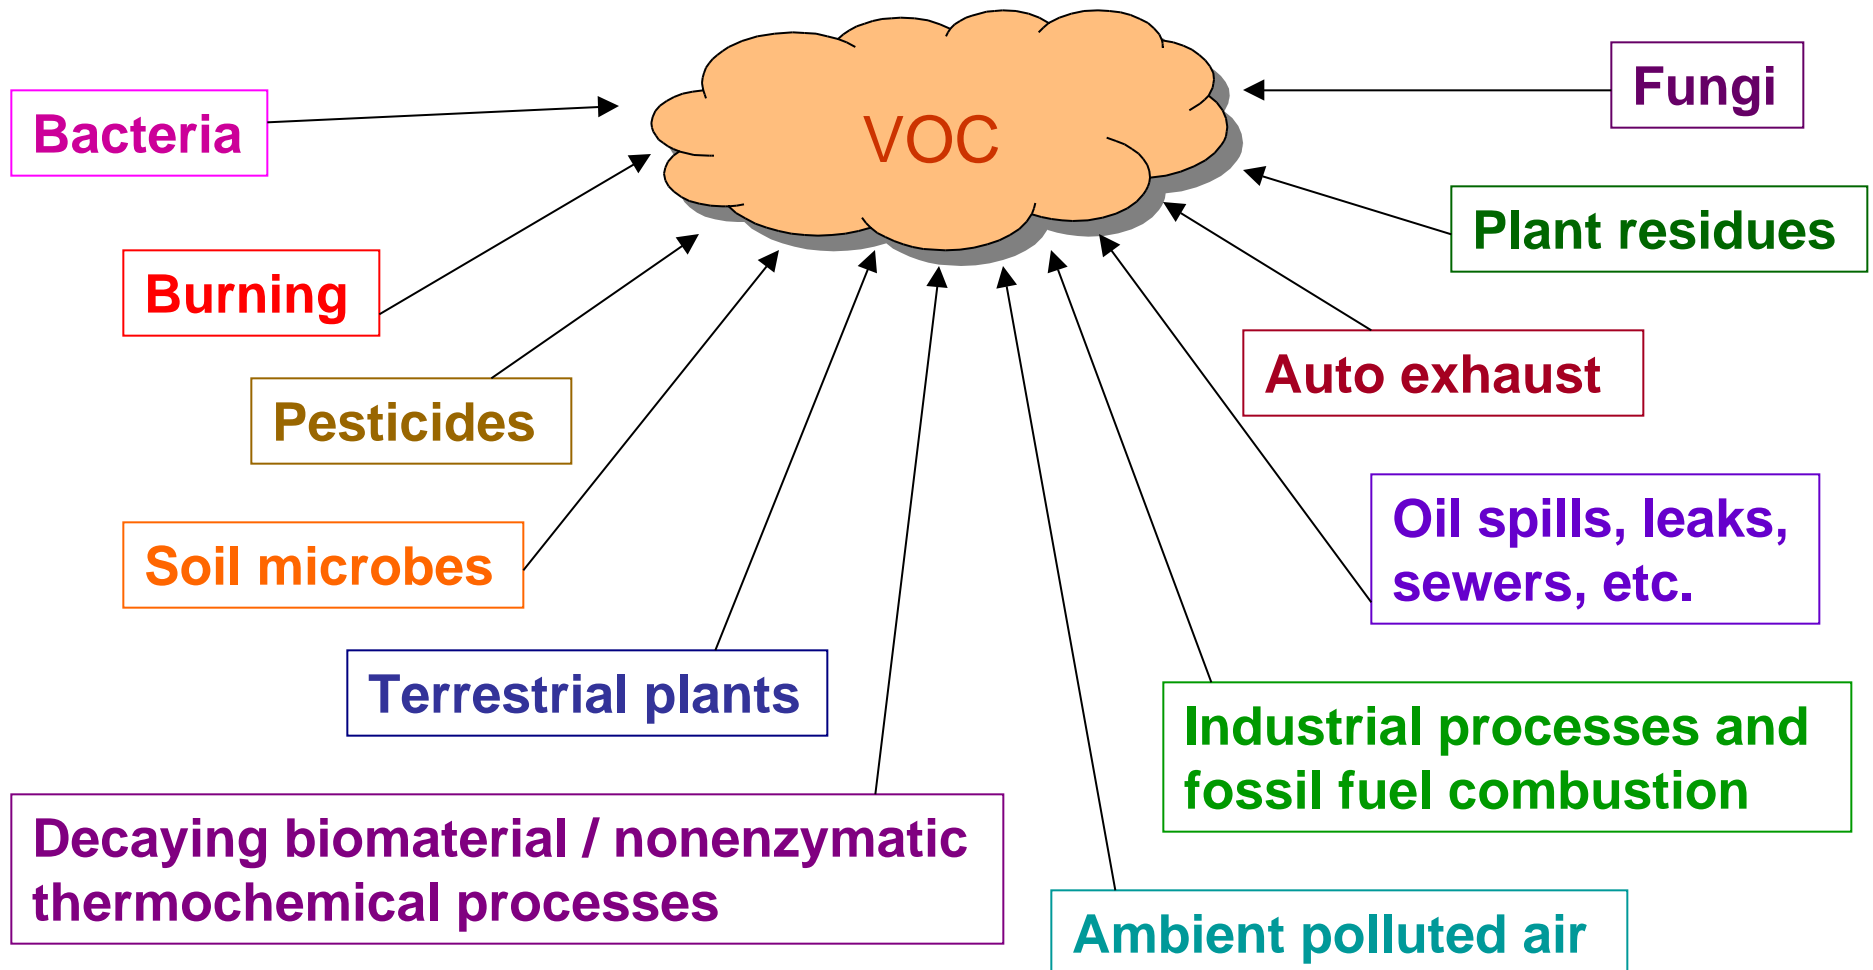 VOC
Fungi
Bacteria
Plant residues
Burning
Auto exhaust
Pesticides
Oil spills, leaks,
sewers, etc.
Soil microbes
Terrestrial plants
Industrial processes and
fossil fuel combustion
Decaying biomaterial / nonenzymatic
thermochemical processes
Ambient polluted air